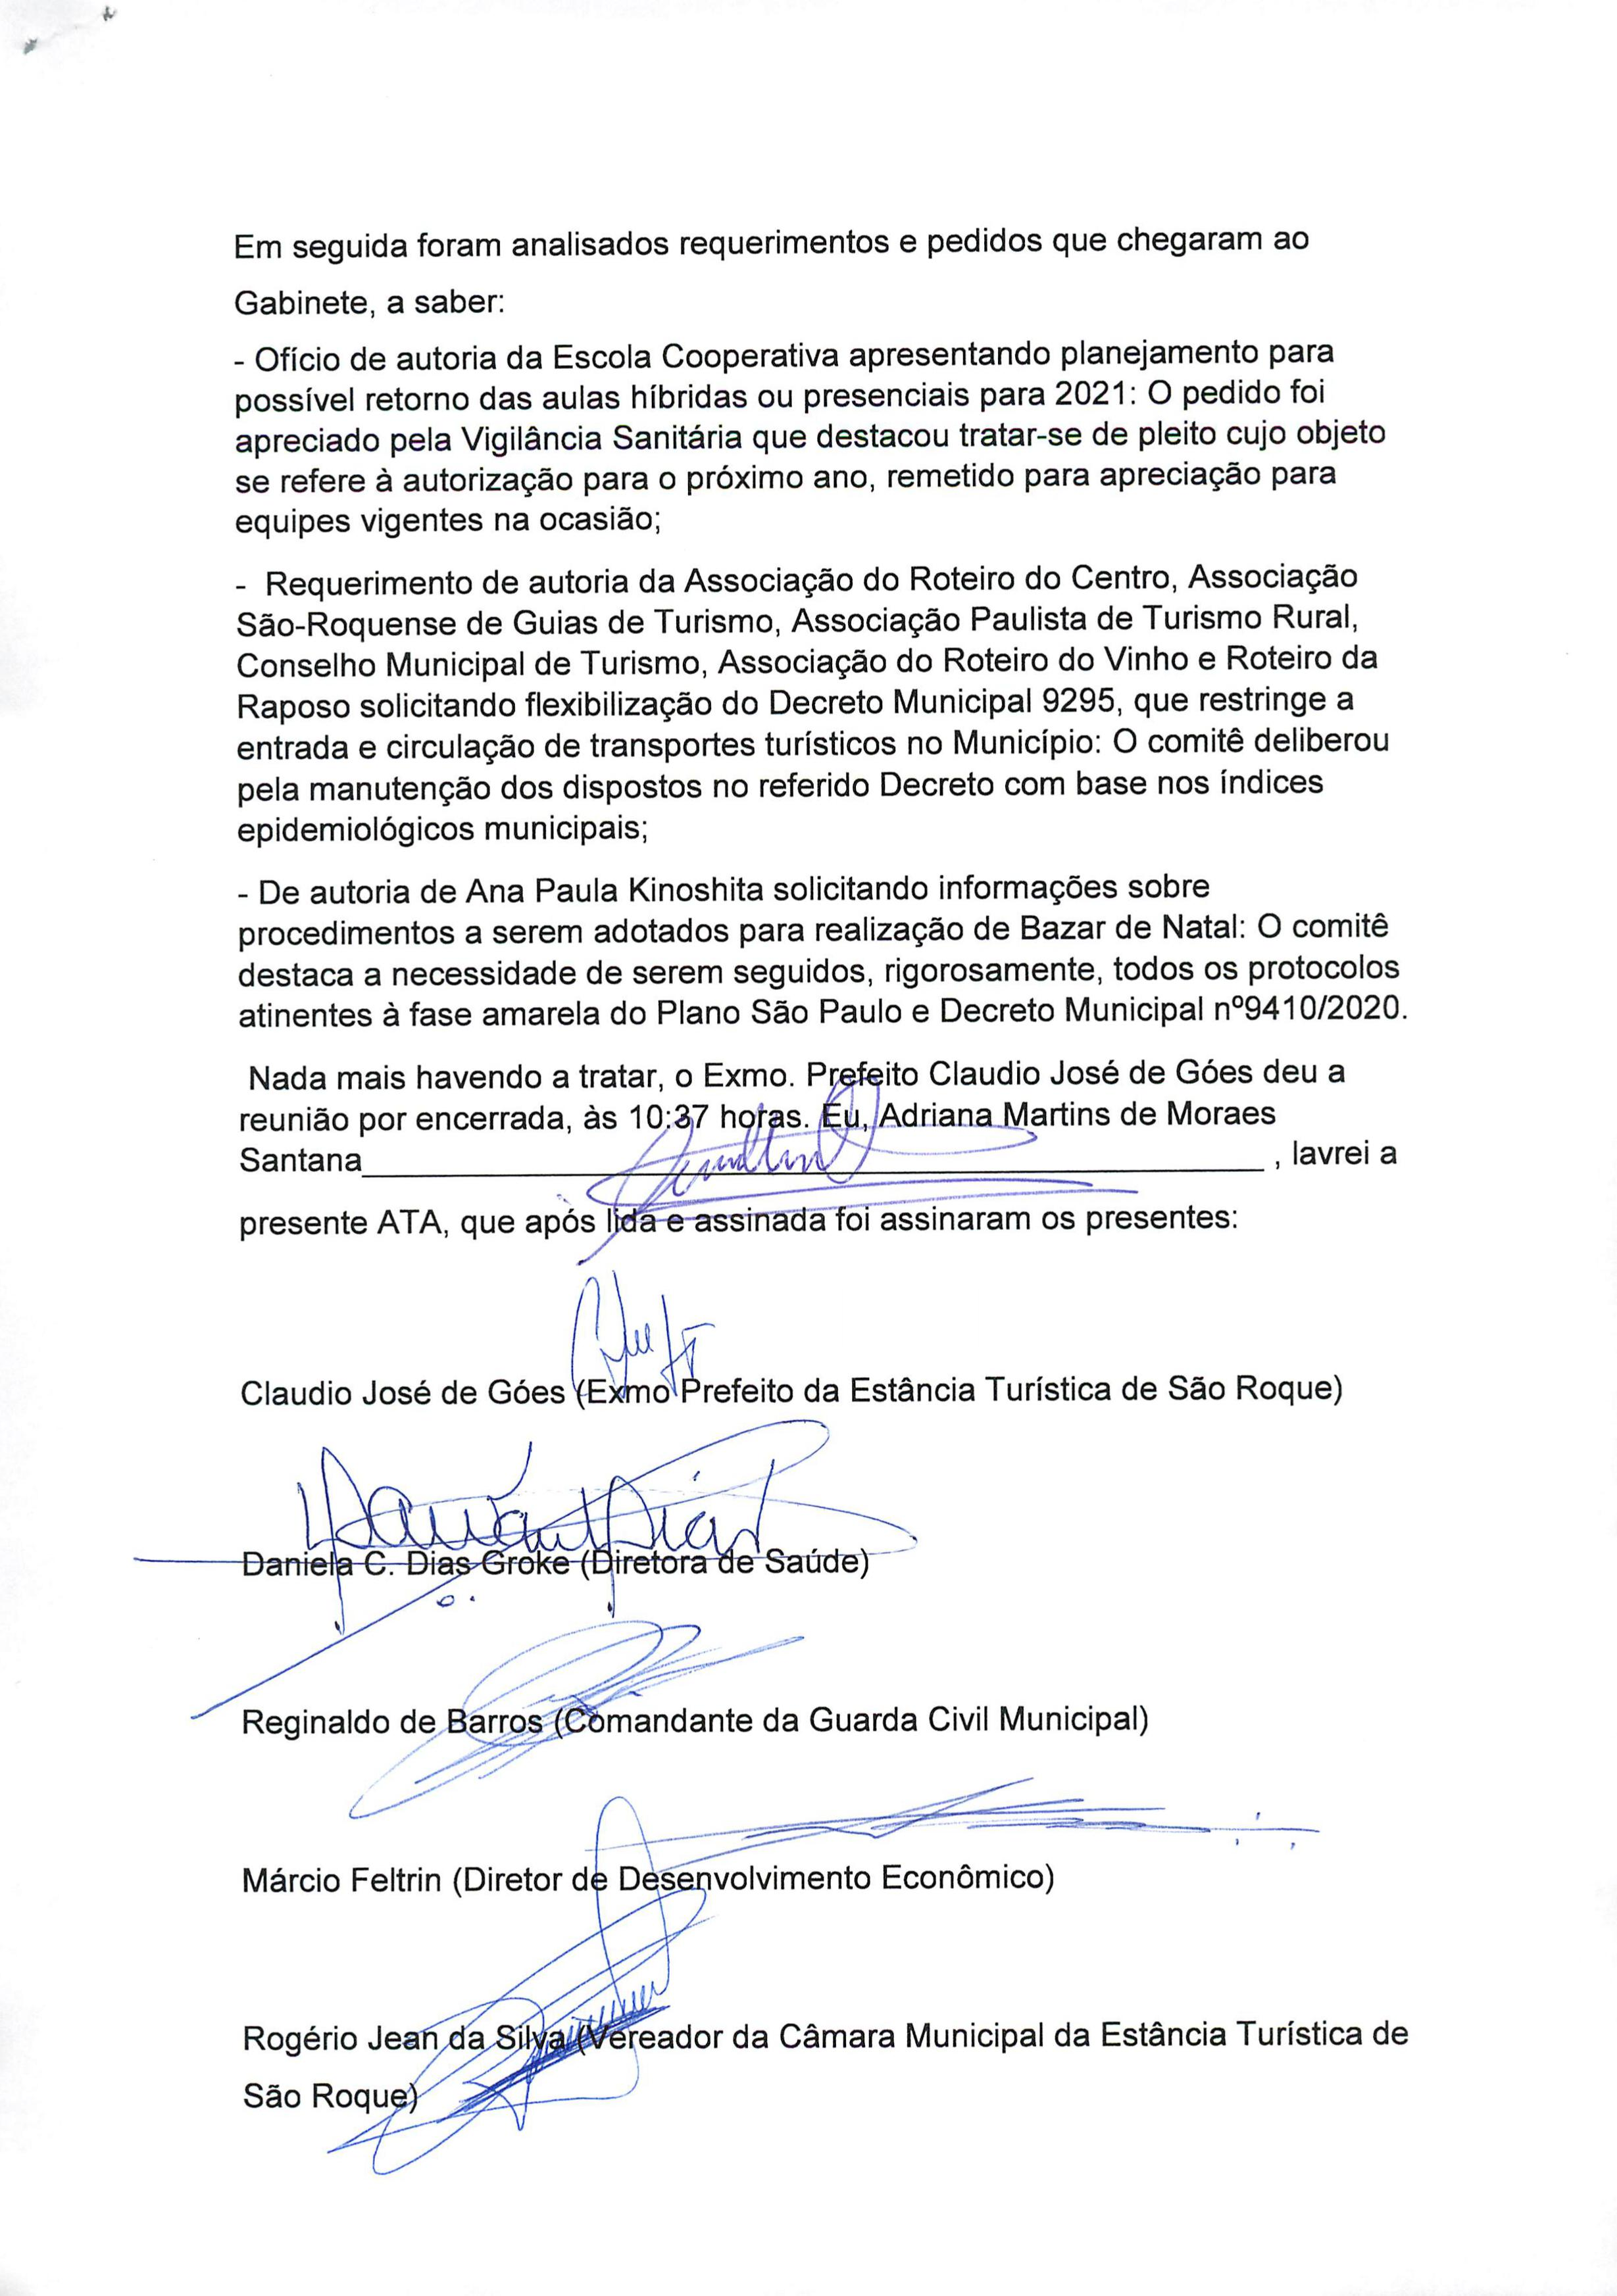 Em seguida foram analisados requerimentos e pedidos que chegaram ao
Gabinete, a saber:
- Ofício de autoria da Escola Cooperativa apresentando planejamento para
possível retorno das aulas híbridas ou presenciais para 2021: O pedido foi
apreciado pela Vigilância Sanitária que destacou tratar-se de pleito cujo objeto
se refere à autorização para o próximo ano, remetido para apreciação para
equipes vigentes na ocasião;
- Requerimento de autoria da Associação do Roteiro do Centro, Associação
São-Roquense de Guias de Turismo, Associação Paulista de Turismo Rural,
Conselho Municipal de Turismo, Associação do Roteiro do Vinho e Roteiro da
Raposo solicitando flexibilização do Decreto Municipal 9295, que restringe a
entrada e circulação de transportes turísticos no Município: O comitê deliberou
pela manutenção dos dispostos no referido Decreto com base nos índices
epidemiológicos municipais;
- De autoria de Ana Paula Kinoshita solicitando informações sobre
procedimentos a serem adotados para realização de Bazar de Natal: O comitê
destaca a necessidade de serem seguidos, rigorosamente, todos os protocolos
atinentes à fase amarela do Plano São Paulo e Decreto Municipal nº9410/2020.
Nada mais havendo a tratar, o Exmo. Prefeito Claudio José de Góes deu a
reunião por encerrada, às 10:37 horas. Eu, Adriana Martins de Moraes
Santana____________________, lavrei a
presente ATA, que após lida e assinada foi assinaram os presentes:
Claudio José de Góes (Exmo Prefeito da Estância Turística de São Roque)
Daniela C. Dias Groke (Diretora de Saúde)
Reginaldo de Barros (Comandante da Guarda Civil Municipal)
Márcio Feltrin (Diretor de Desenvolvimento Econômico)
Rogério Jean da Silva (Vereador da Câmara Municipal da Estância Turística de
São Roque)